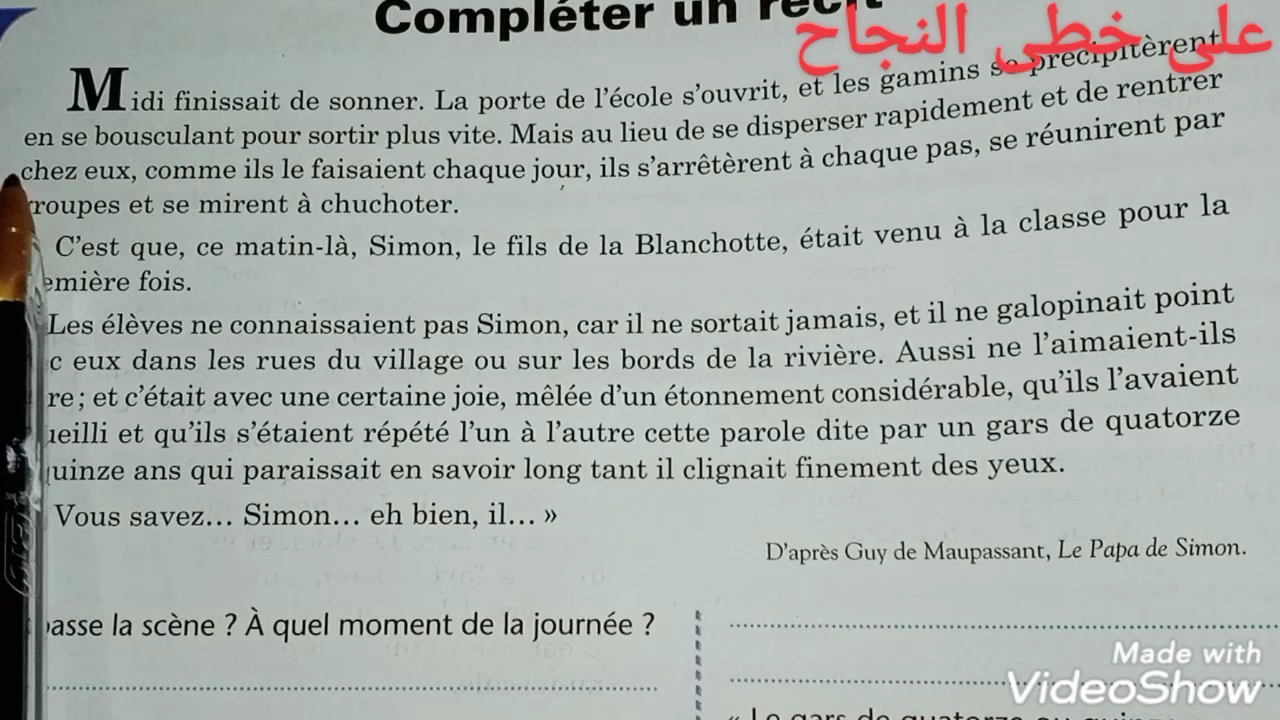 Compléter un récit
على خطى النجاح
Midi finissait de sonner. La porte de l'école s'ouvrit, et les gamins se précipitèrent
en se bousculant pour sortir plus vite. Mais au lieu de se disperser rapidement et de rentrer
chez eux, comme ils le faisaient chaque jour, ils s'arrêtèrent à chaque pas, se réunirent par
roupes et se mirent à chuchoter.
C'est que, ce matin-là, Simon, le fils de la Blanchotte, était venu à la classe pour la
emière fois.
Les élèves ne connaissaient pas Simon, car il ne sortait jamais, et il ne galopinait point
c eux dans les rues du village ou sur les bords de la rivière. Aussi ne l'aimaient-ils
re ; et c'était avec une certaine joie, mêlée d'un étonnement considérable, qu'ils l'avaient
ueilli et qu'ils s'étaient répété l'un à l'autre cette parole dite par un gars de quatorze
quinze ans qui paraissait en savoir long tant il clignait finement des yeux.
Vous savez... Simon... eh bien, il... »
D'après Guy de Maupassant, Le Papa de Simon.
passe la scène ? À quel moment de la journée ?
Made with
VideoShow
« Le gars de quatorze ou quinze